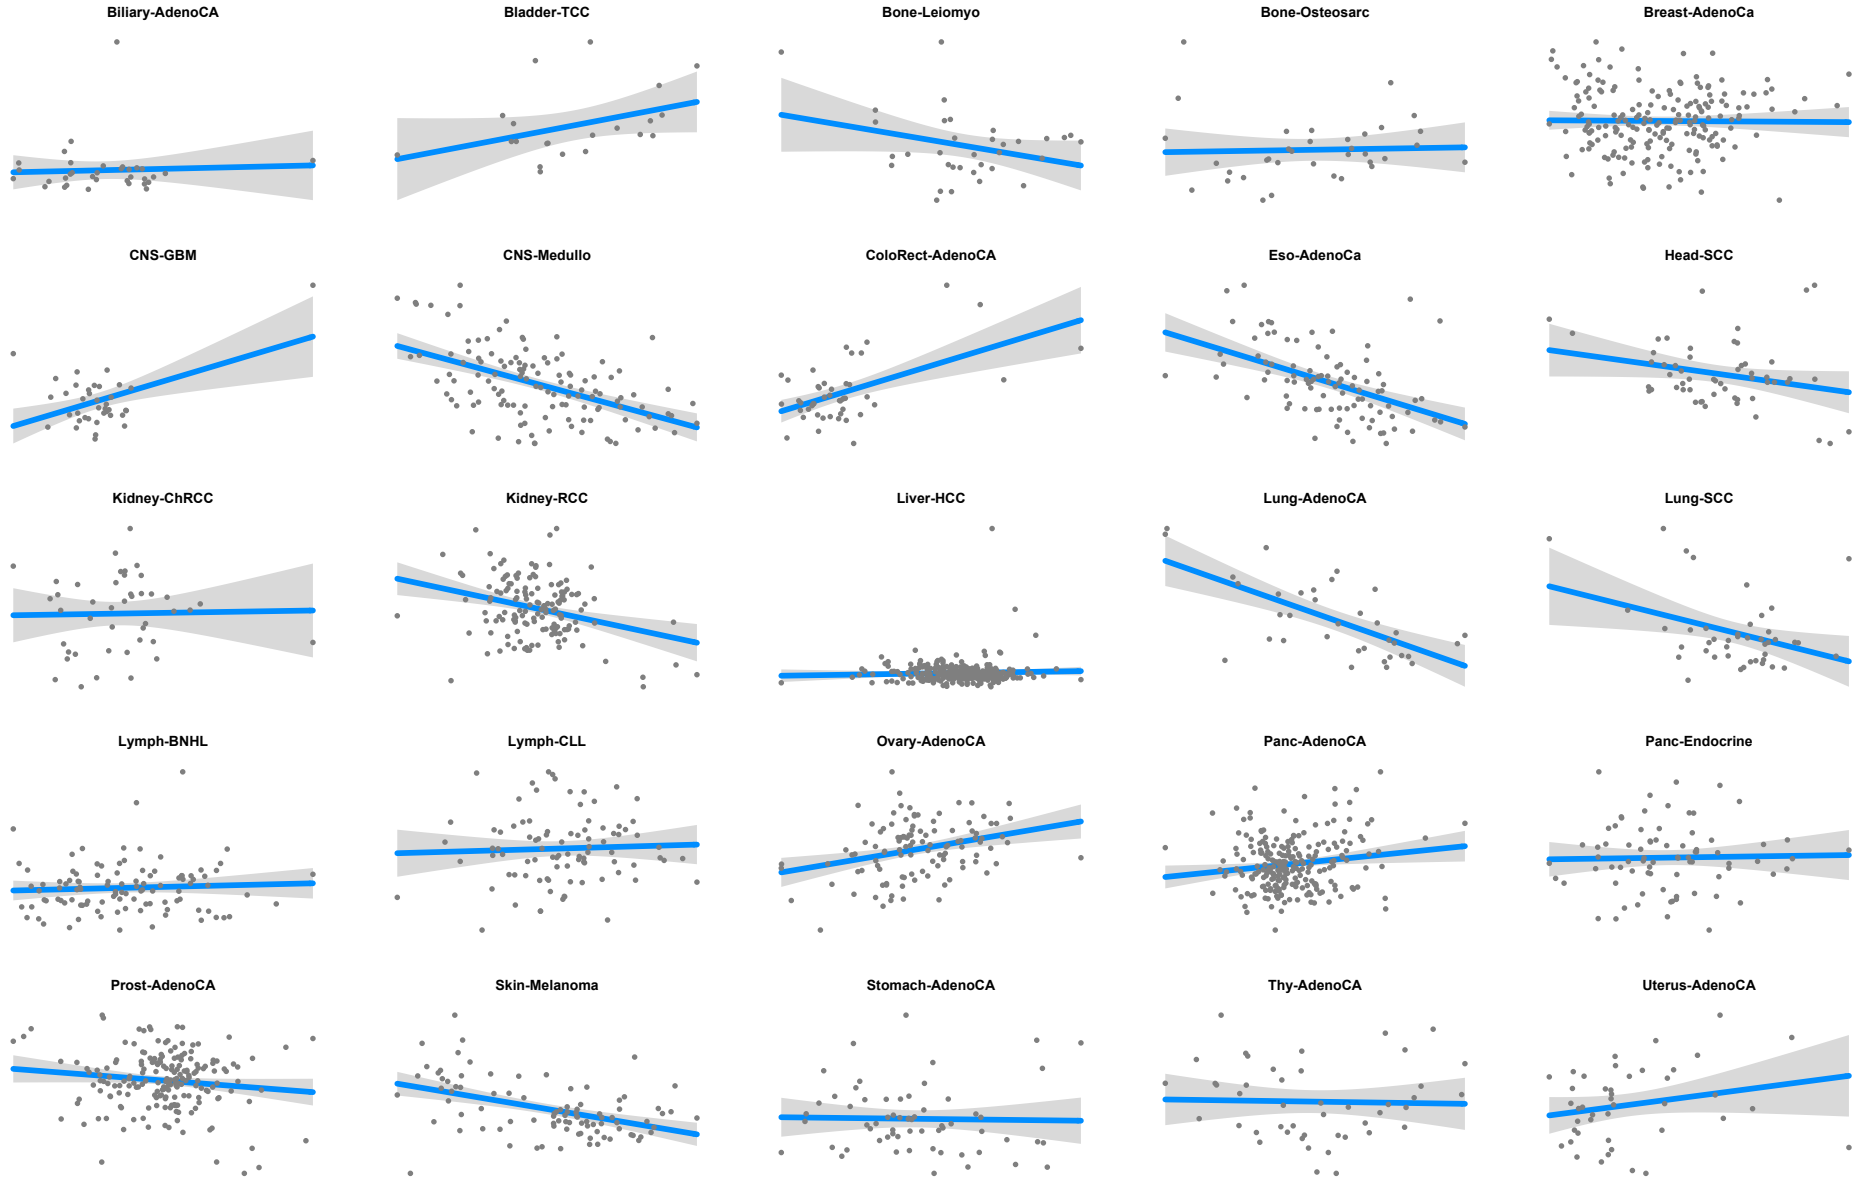 Biliary-AdenoCA
Bladder-TCC
Bone-Leiomyo
Bone-Osteosarc
Breast-AdenoCa
CNS-GBM
CNS-Medullo
ColoRect-AdenoCA
Eso-AdenoCa
Head-SCC
Kidney-ChRCC
Kidney-RCC
Liver-HCC
Lung-AdenoCA
Lung-SCC
Lymph-BNHL
Lymph-CLL
Ovary-AdenoCA
Panc-AdenoCA
Panc-Endocrine
Prost-AdenoCA
Skin-Melanoma
Stomach-AdenoCA
Thy-AdenoCA
Uterus-AdenoCA